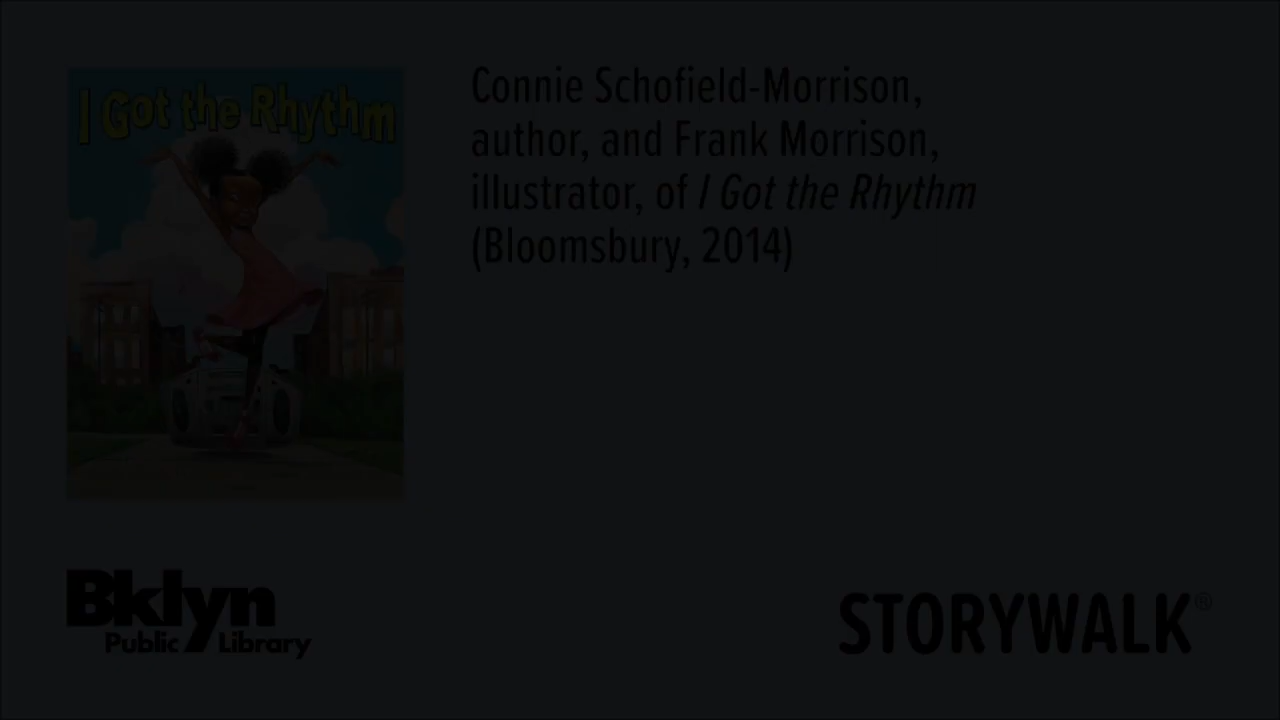 I Got the Rhythm
Connie Schofield-Morrison,
author, and Frank Morrison,
illustrator, of I Got the Rhythm
(Bloomsbury, 2014)
Bklyn
Public Library
STORYWALK®